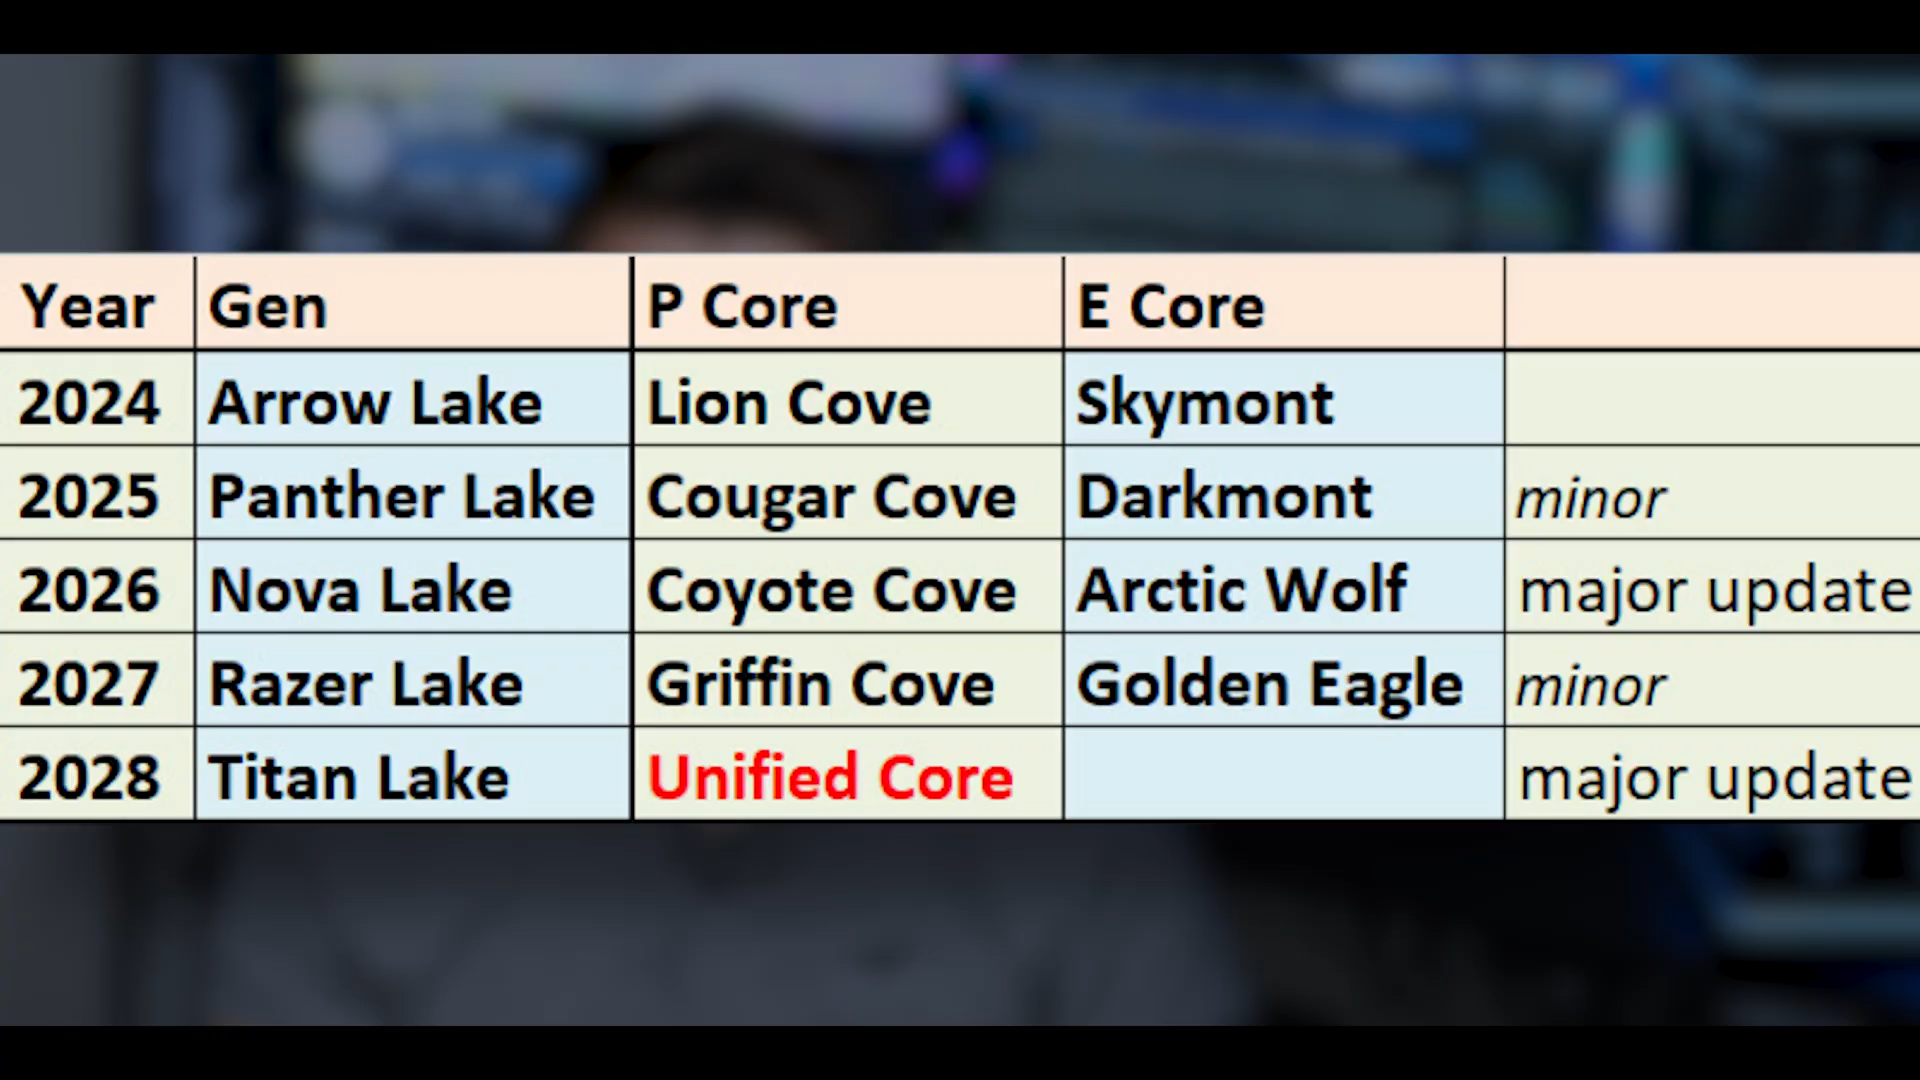 Year Gen P Core E Core
2024 Arrow Lake Lion Cove Skymont
2025 Panther Lake Cougar Cove Darkmont minor
2026 Nova Lake Coyote Cove Arctic Wolf major update
2027 Razer Lake Griffin Cove Golden Eagle minor
2028 Titan Lake Unified Core major update